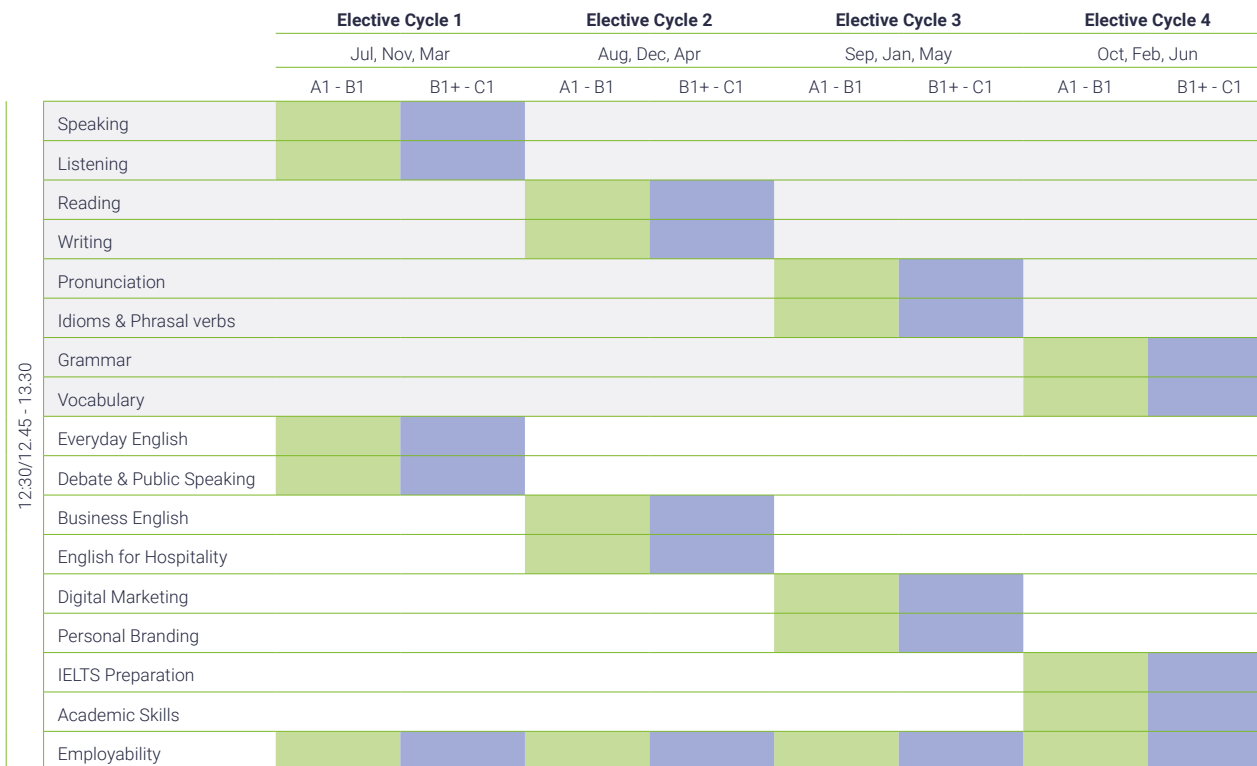 Elective Cycle 1 Elective Cycle 2 Elective Cycle 3 Elective Cycle 4
Jul, Nov, Mar Aug, Dec, Apr Sep, Jan, May Oct, Feb, Jun
A1 - B1 B1+ - C1 A1 - B1 B1+ - C1 A1 - B1 B1+ - C1 A1 - B1 B1+ - C1
12:30/12.45 - 13.30
Speaking
Listening
Reading
Writing
Pronunciation
Idioms & Phrasal verbs
Grammar
Vocabulary
Everyday English
Debate & Public Speaking
Business English
English for Hospitality
Digital Marketing
Personal Branding
IELTS Preparation
Academic Skills
Employability